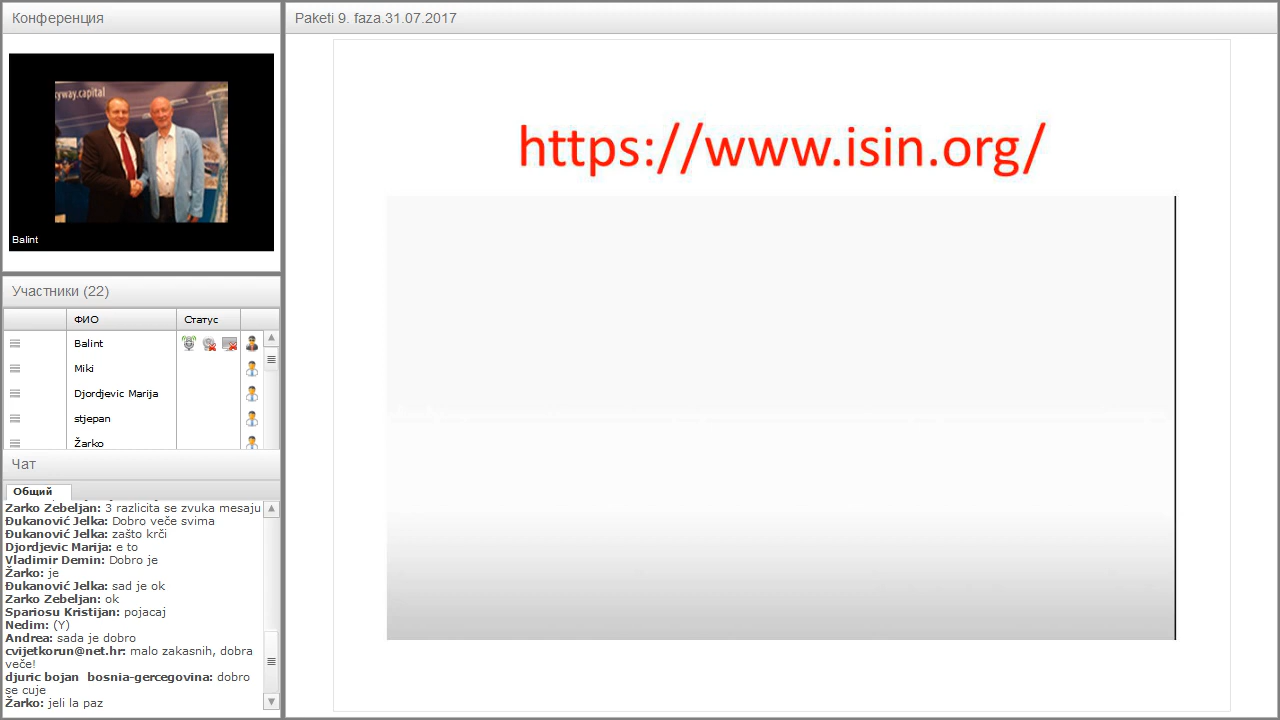 Конференция
yway.capital
Balint
Участники (22)
ФИО Статус
Balint
Miki
Djordjevic Marija
stjepan
Žarko
Чат
Общий
Zarko Zebeljan: 3 razlicita se zvuka mesaju
Đukanović Jelka: Dobro veče svima
Đukanović Jelka: zašto krči
Djordjevic Marija: e to
Vladimir Demin: Dobro je
Žarko: je
Đukanović Jelka: sad je ok
Zarko Zebeljan: ok
Spariosu Kristijan: pojacaj
Nedim: (Y)
Andrea: sada je dobro
cvijetkorun@net.hr: malo zakasnih, dobra
veče!
djuric bojan  bosnia-gercegovina: dobro
se cuje
Žarko: jeli la paz
Paketi 9. faza.31.07.2017
https://www.isin.org/